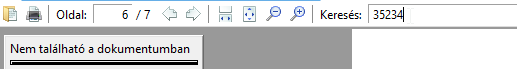 Oldal: 6 / 7 Keresés: 35234
Nem található a dokumentumban